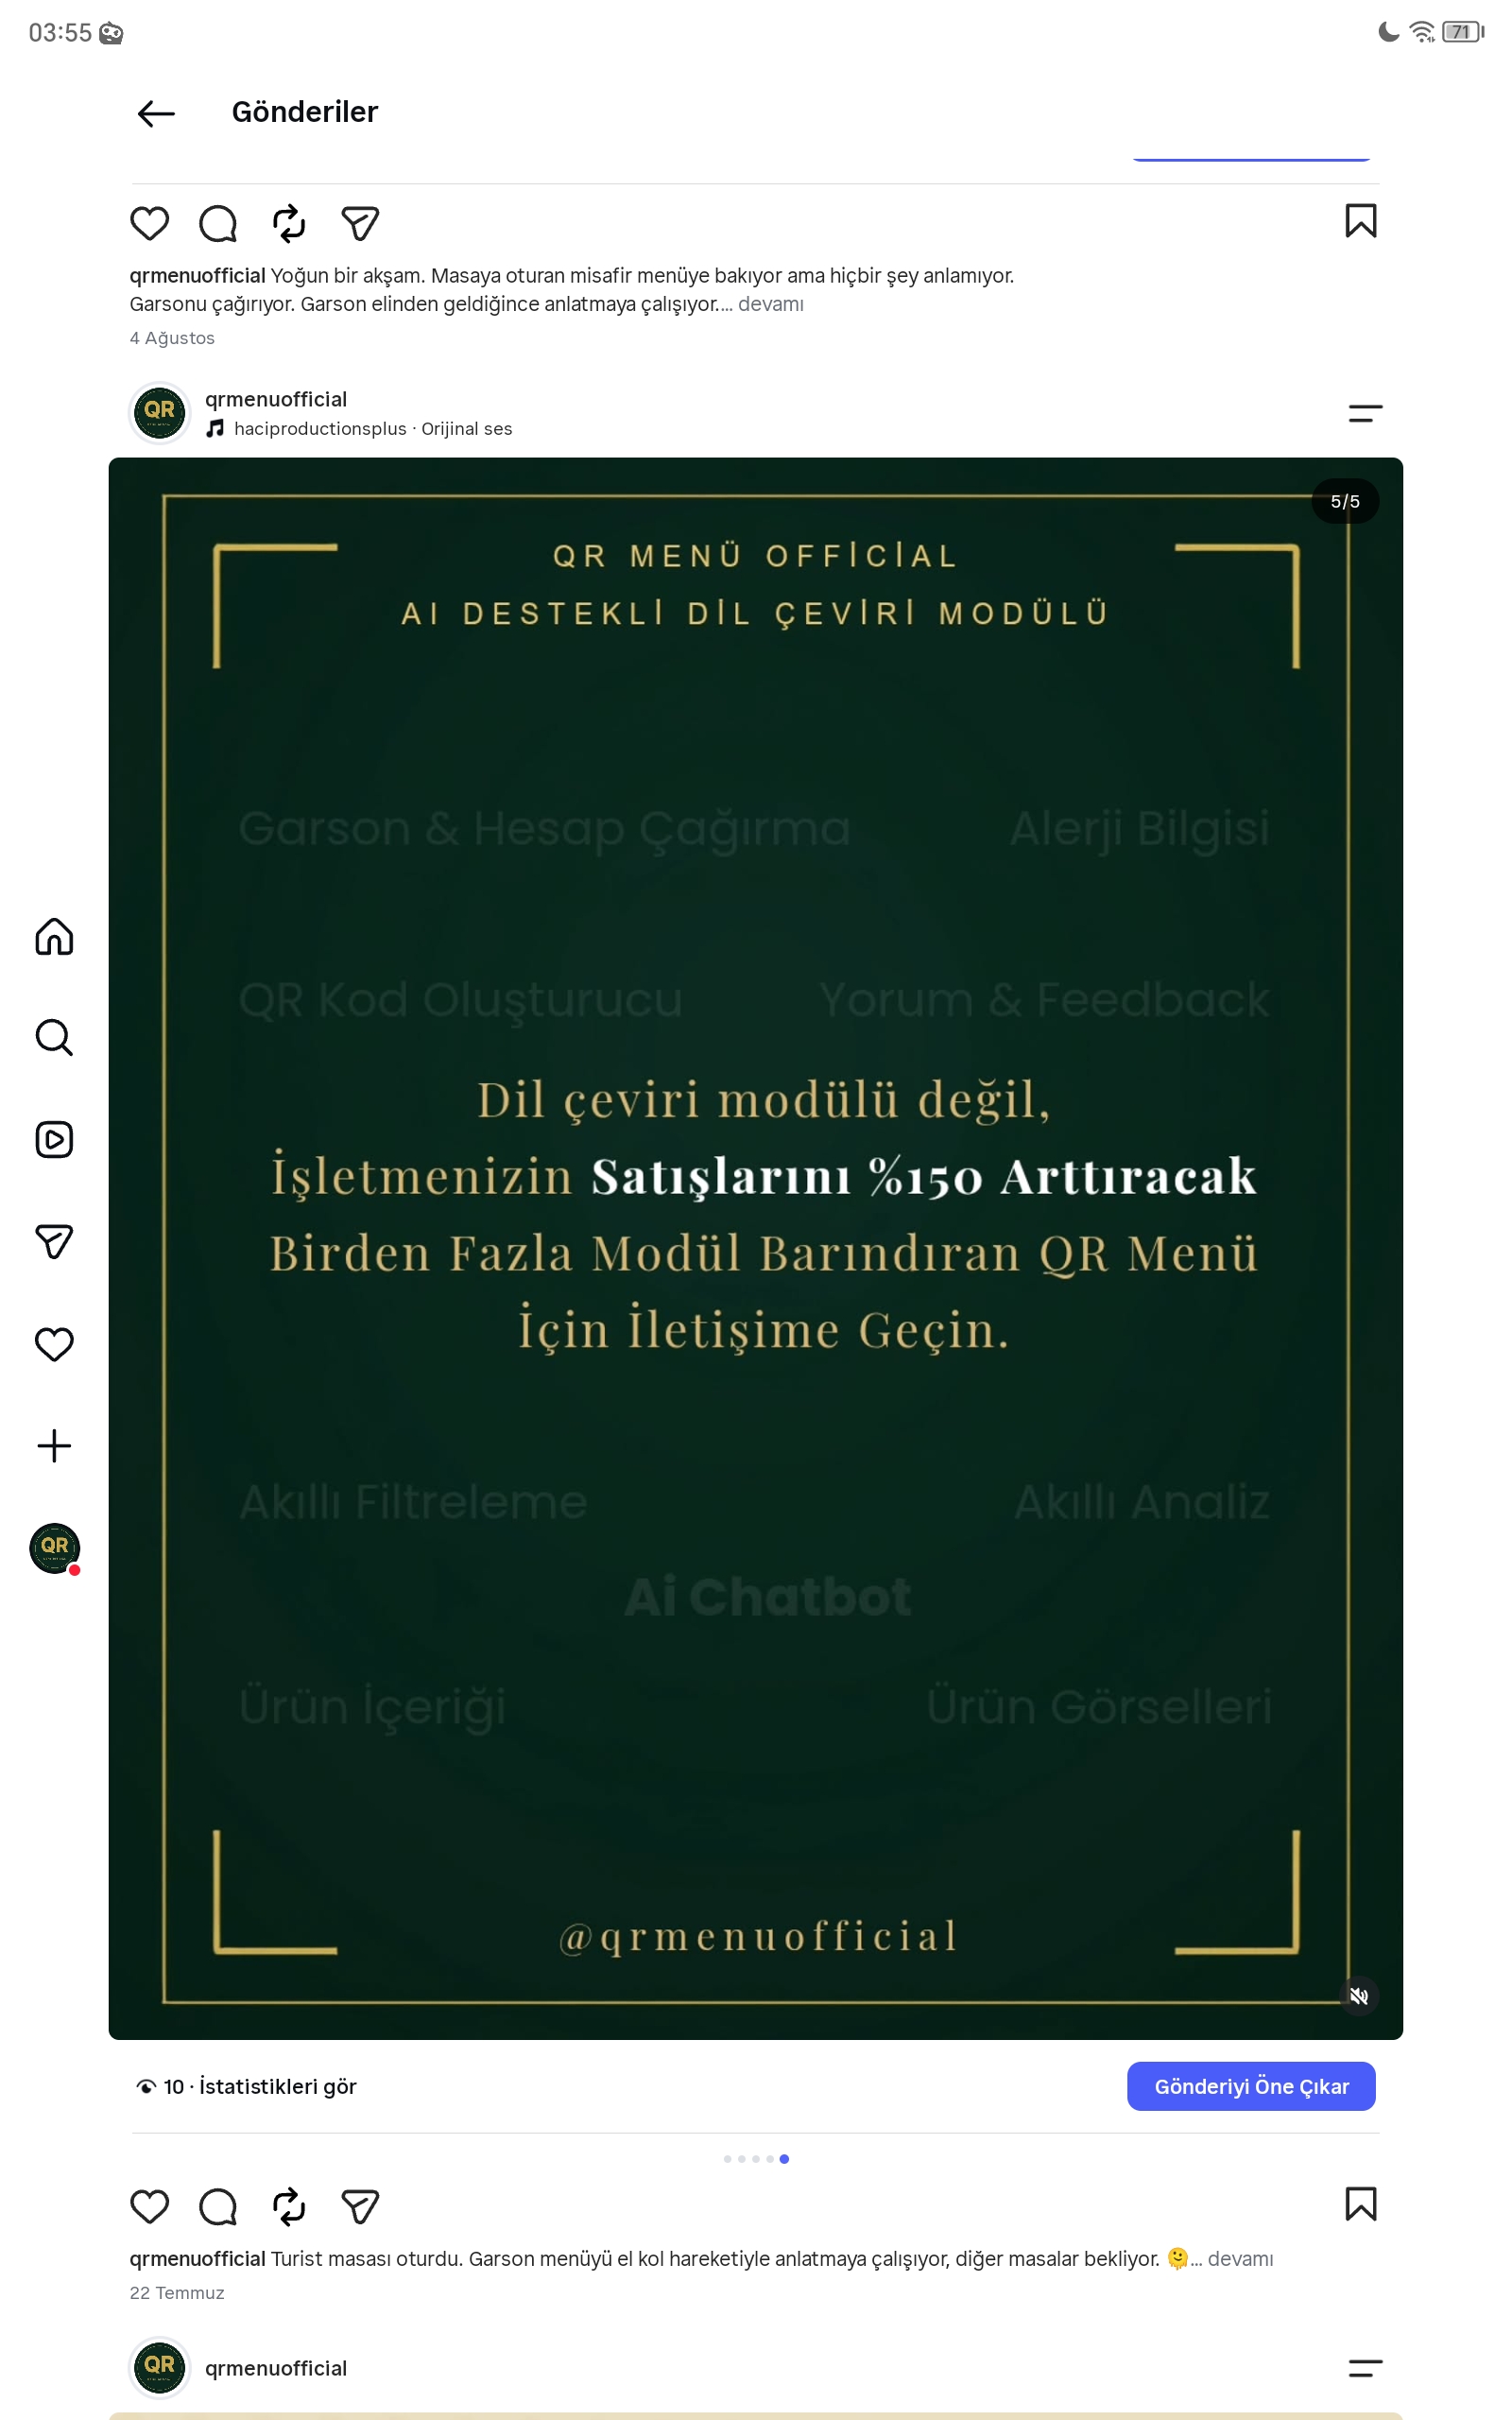 03:55
71
Gönderiler
qrmenuofficial Yoğun bir akşam. Masaya oturan misafir menüye bakıyor ama hiçbir şey anlamıyor.
Garsonu çağırıyor. Garson elinden geldiğince anlatmaya çalışıyor.... devamı
4 Ağustos
qrmenuofficial
haciproductionsplus · Orijinal ses
5/5
QR MENÜ OFFİCİAL
AI DESTEKLİ DİL ÇEVİRİ MODÜLÜ
Garson & Hesap Çağırma Alerji Bilgisi
QR Kod Oluşturucu Yorum & Feedback
Dil çeviri modülü değil,
İşletmenizin Satışlarını %150 Arttıracak
Birden Fazla Modül Barındıran QR Menü
İçin İletişime Geçin.
Akıllı Filtreleme Akıllı Analiz
Ai Chatbot
Ürün İçeriği Ürün Görselleri
@qrmenuofficial
10 · İstatistikleri gör
Gönderiyi Öne Çıkar
qrmenuofficial Turist masası oturdu. Garson menüyü el kol hareketiyle anlatmaya çalışıyor, diğer masalar bekliyor. 🫠... devamı
22 Temmuz
QR
qrmenuofficial